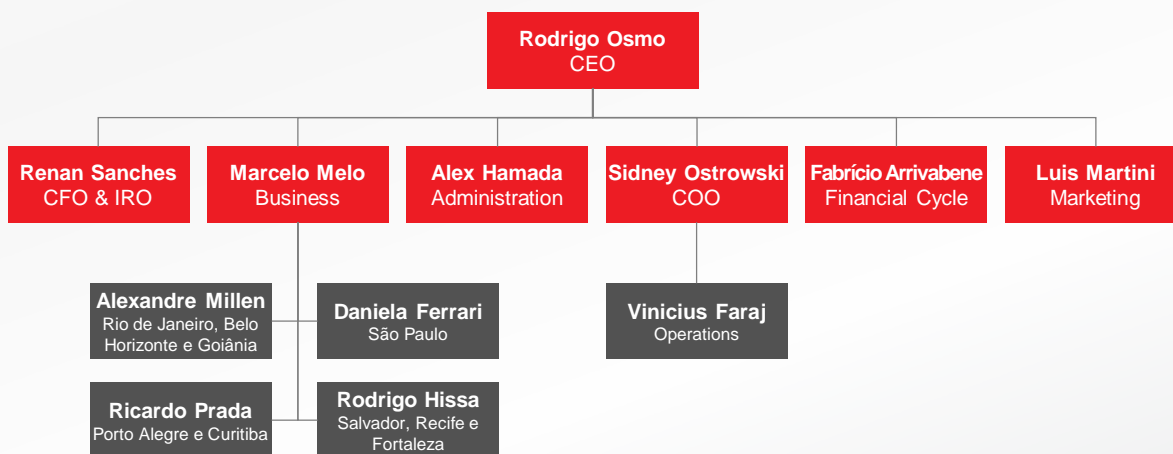 Rodrigo Osmo
CEO
Renan Sanches
CFO & IRO
Marcelo Melo
Business
Alex Hamada
Administration
Sidney Ostrowski
COO
Fabrício Arrivabene
Financial Cycle
Luis Martini
Marketing
Alexandre Millen
Rio de Janeiro, Belo
Horizonte e Goiânia
Daniela Ferrari
São Paulo
Vinicius Faraj
Operations
Ricardo Prada
Porto Alegre e Curitiba
Rodrigo Hissa
Salvador, Recife e
Fortaleza